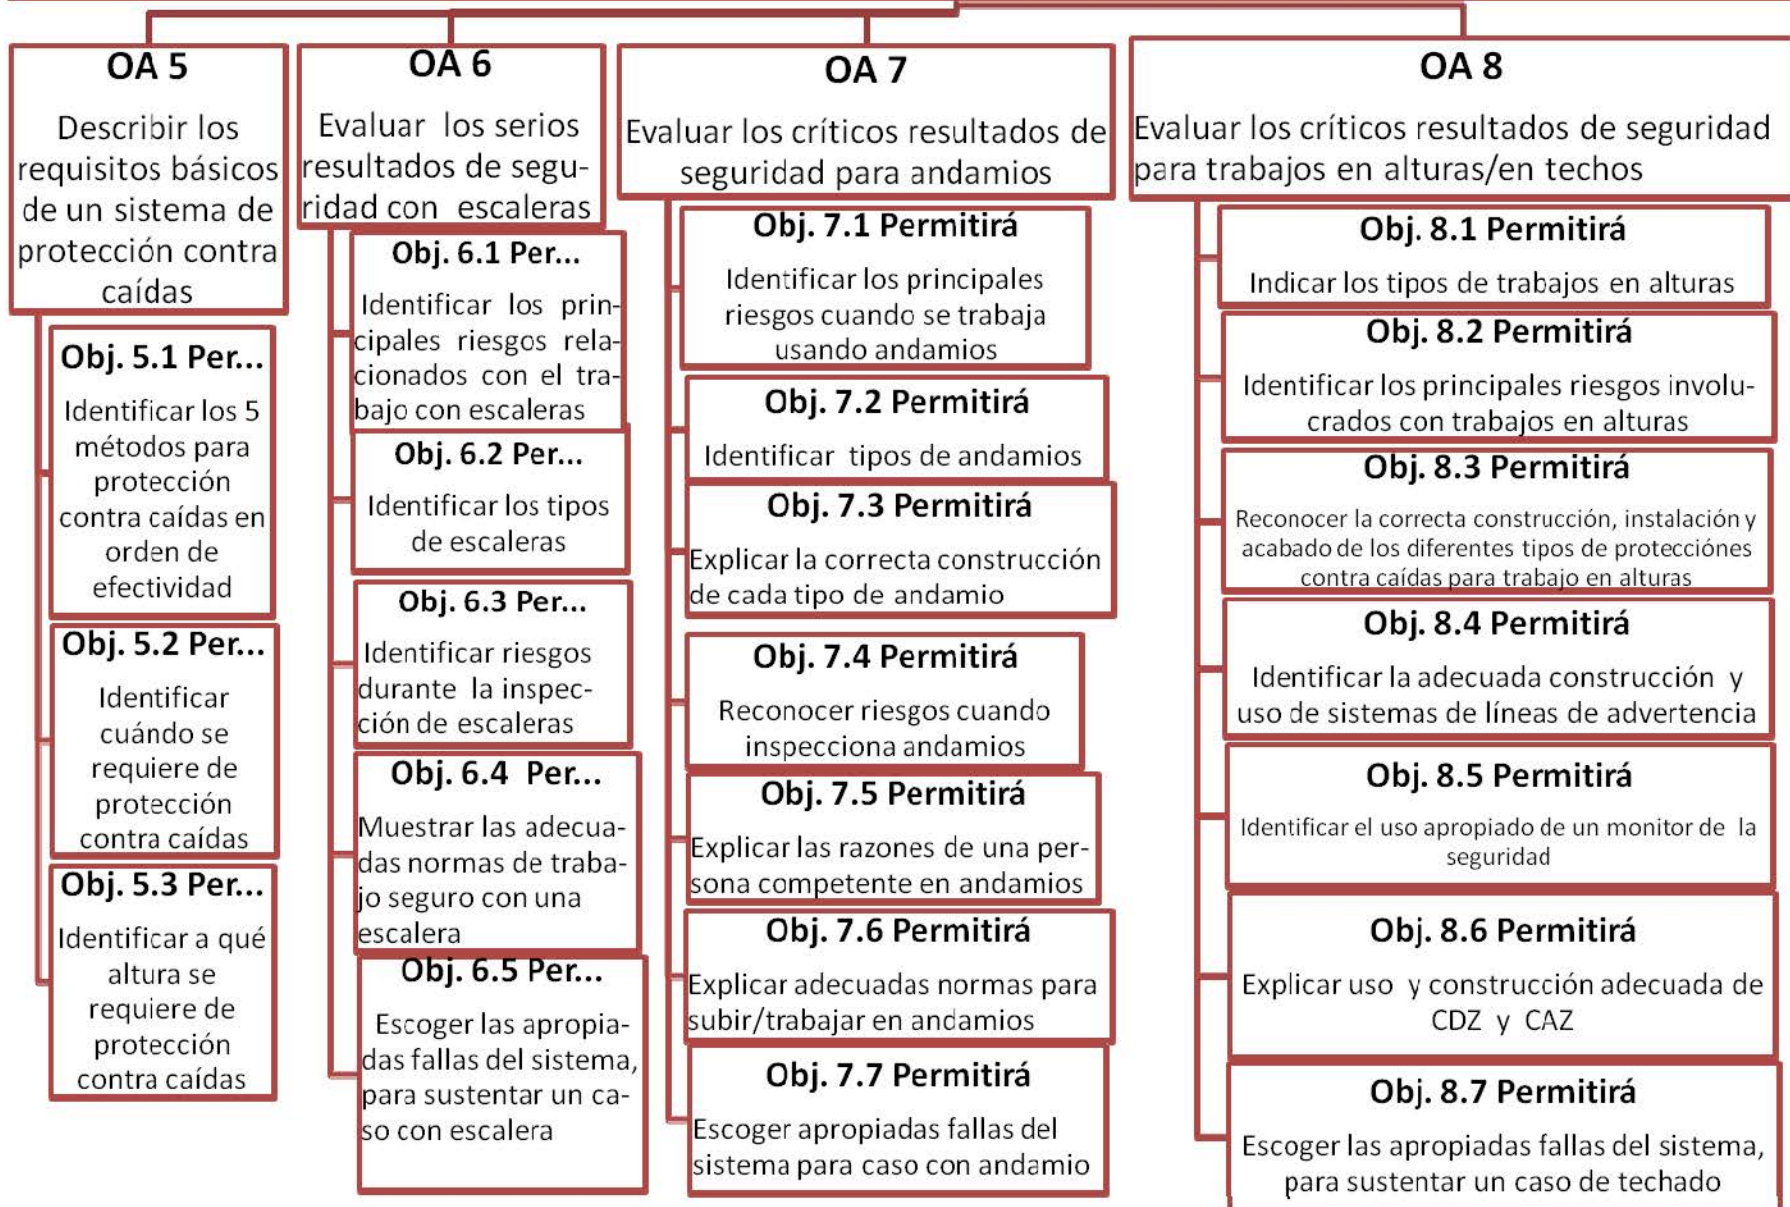 OA 5
Describir los
requisitos básicos
de un sistema de
protección contra
caídas
Obj. 5.1 Per...
Identificar los 5
métodos para
protección
contra caídas en
orden de
efectividad
Obj. 5.2 Per...
Identificar
cuándo se
requiere de
protección
contra caídas
Obj. 5.3 Per...
Identificar a qué
altura se
requiere de
protección
contra caídas
OA 6
Evaluar los serios
resultados de segu-
ridad con escaleras
Obj. 6.1 Per...
Identificar los prin-
cipales riesgos rela-
cionados con el tra-
bajo con escaleras
Obj. 6.2 Per...
Identificar los tipos
de escaleras
Obj. 6.3 Per...
Identificar riesgos
durante la inspec-
ción de escaleras
Obj. 6.4 Per...
Muestrar las adecua-
das normas de traba-
jo seguro con una
escalera
Obj. 6.5 Per...
Escoger las apropia-
das fallas del sistema,
para sustentar un ca-
so con escalera
OA 7
Evaluar los críticos resultados de
seguridad para andamios
Obj. 7.1 Permitirá
Identificar los principales
riesgos cuando se trabaja
usando andamios
Obj. 7.2 Permitirá
Identificar tipos de andamios
Obj. 7.3 Permitirá
Explicar la correcta construcción
de cada tipo de andamio
Obj. 7.4 Permitirá
Reconocer riesgos cuando
inspecciona andamios
Obj. 7.5 Permitirá
Explicar las razones de una per-
sona competente en andamios
Obj. 7.6 Permitirá
Explicar adecuadas normas para
subir/trabajar en andamios
Obj. 7.7 Permitirá
Escoger apropiadas fallas del
sistema para caso con andamio
OA 8
Evaluar los críticos resultados de seguridad
para trabajos en alturas/en techos
Obj. 8.1 Permitirá
Indicar los tipos de trabajos en alturas
Obj. 8.2 Permitirá
Identificar los principales riesgos involu-
crados con trabajos en alturas
Obj. 8.3 Permitirá
Reconocer la correcta construcción, instalación y
acabado de los diferentes tipos de protecciónes
contra caídas para trabajo en alturas
Obj. 8.4 Permitirá
Identificar la adecuada construcción y
uso de sistemas de líneas de advertencia
Obj. 8.5 Permitirá
Identificar el uso apropiado de un monitor de la
seguridad
Obj. 8.6 Permitirá
Explicar uso y construcción adecuada de
CDZ y CAZ
Obj. 8.7 Permitirá
Escoger las apropiadas fallas del sistema,
para sustentar un caso de techado